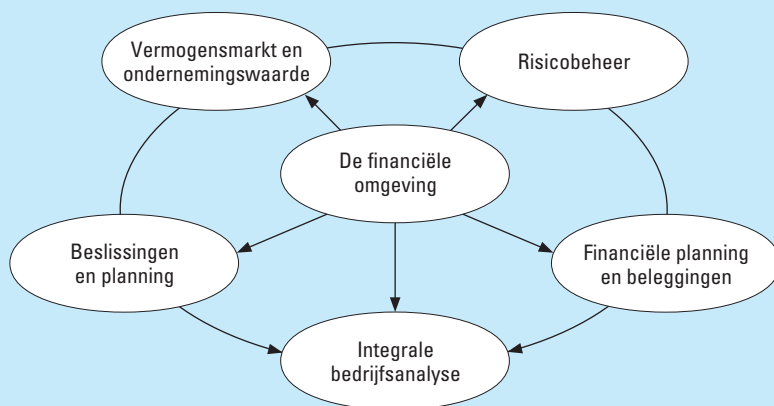 Vermogensmarkt en
ondernemingswaarde
Risicobeheer
De financiële
omgeving
Beslissingen
en planning
Financiële planning
en beleggingen
Integrale
bedrijfsanalyse